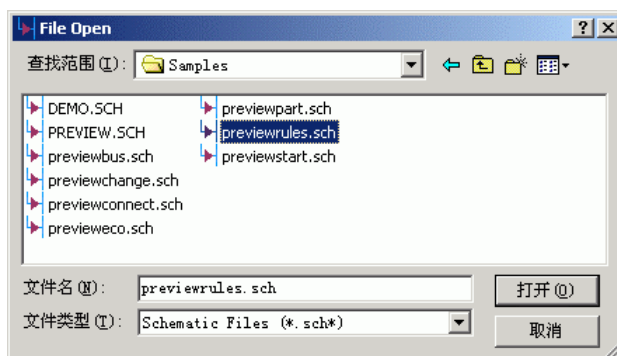 File Open
查找范围(I): Samples
DEMO.SCH
PREVIEW.SCH
previewbus.sch
previewchange.sch
previewconnect.sch
previeweco.sch
previewpart.sch
previewrules.sch
previewstart.sch
文件名(N): previewrules.sch
打开(O)
文件类型(T): Schematic Files (*.sch*)
取消